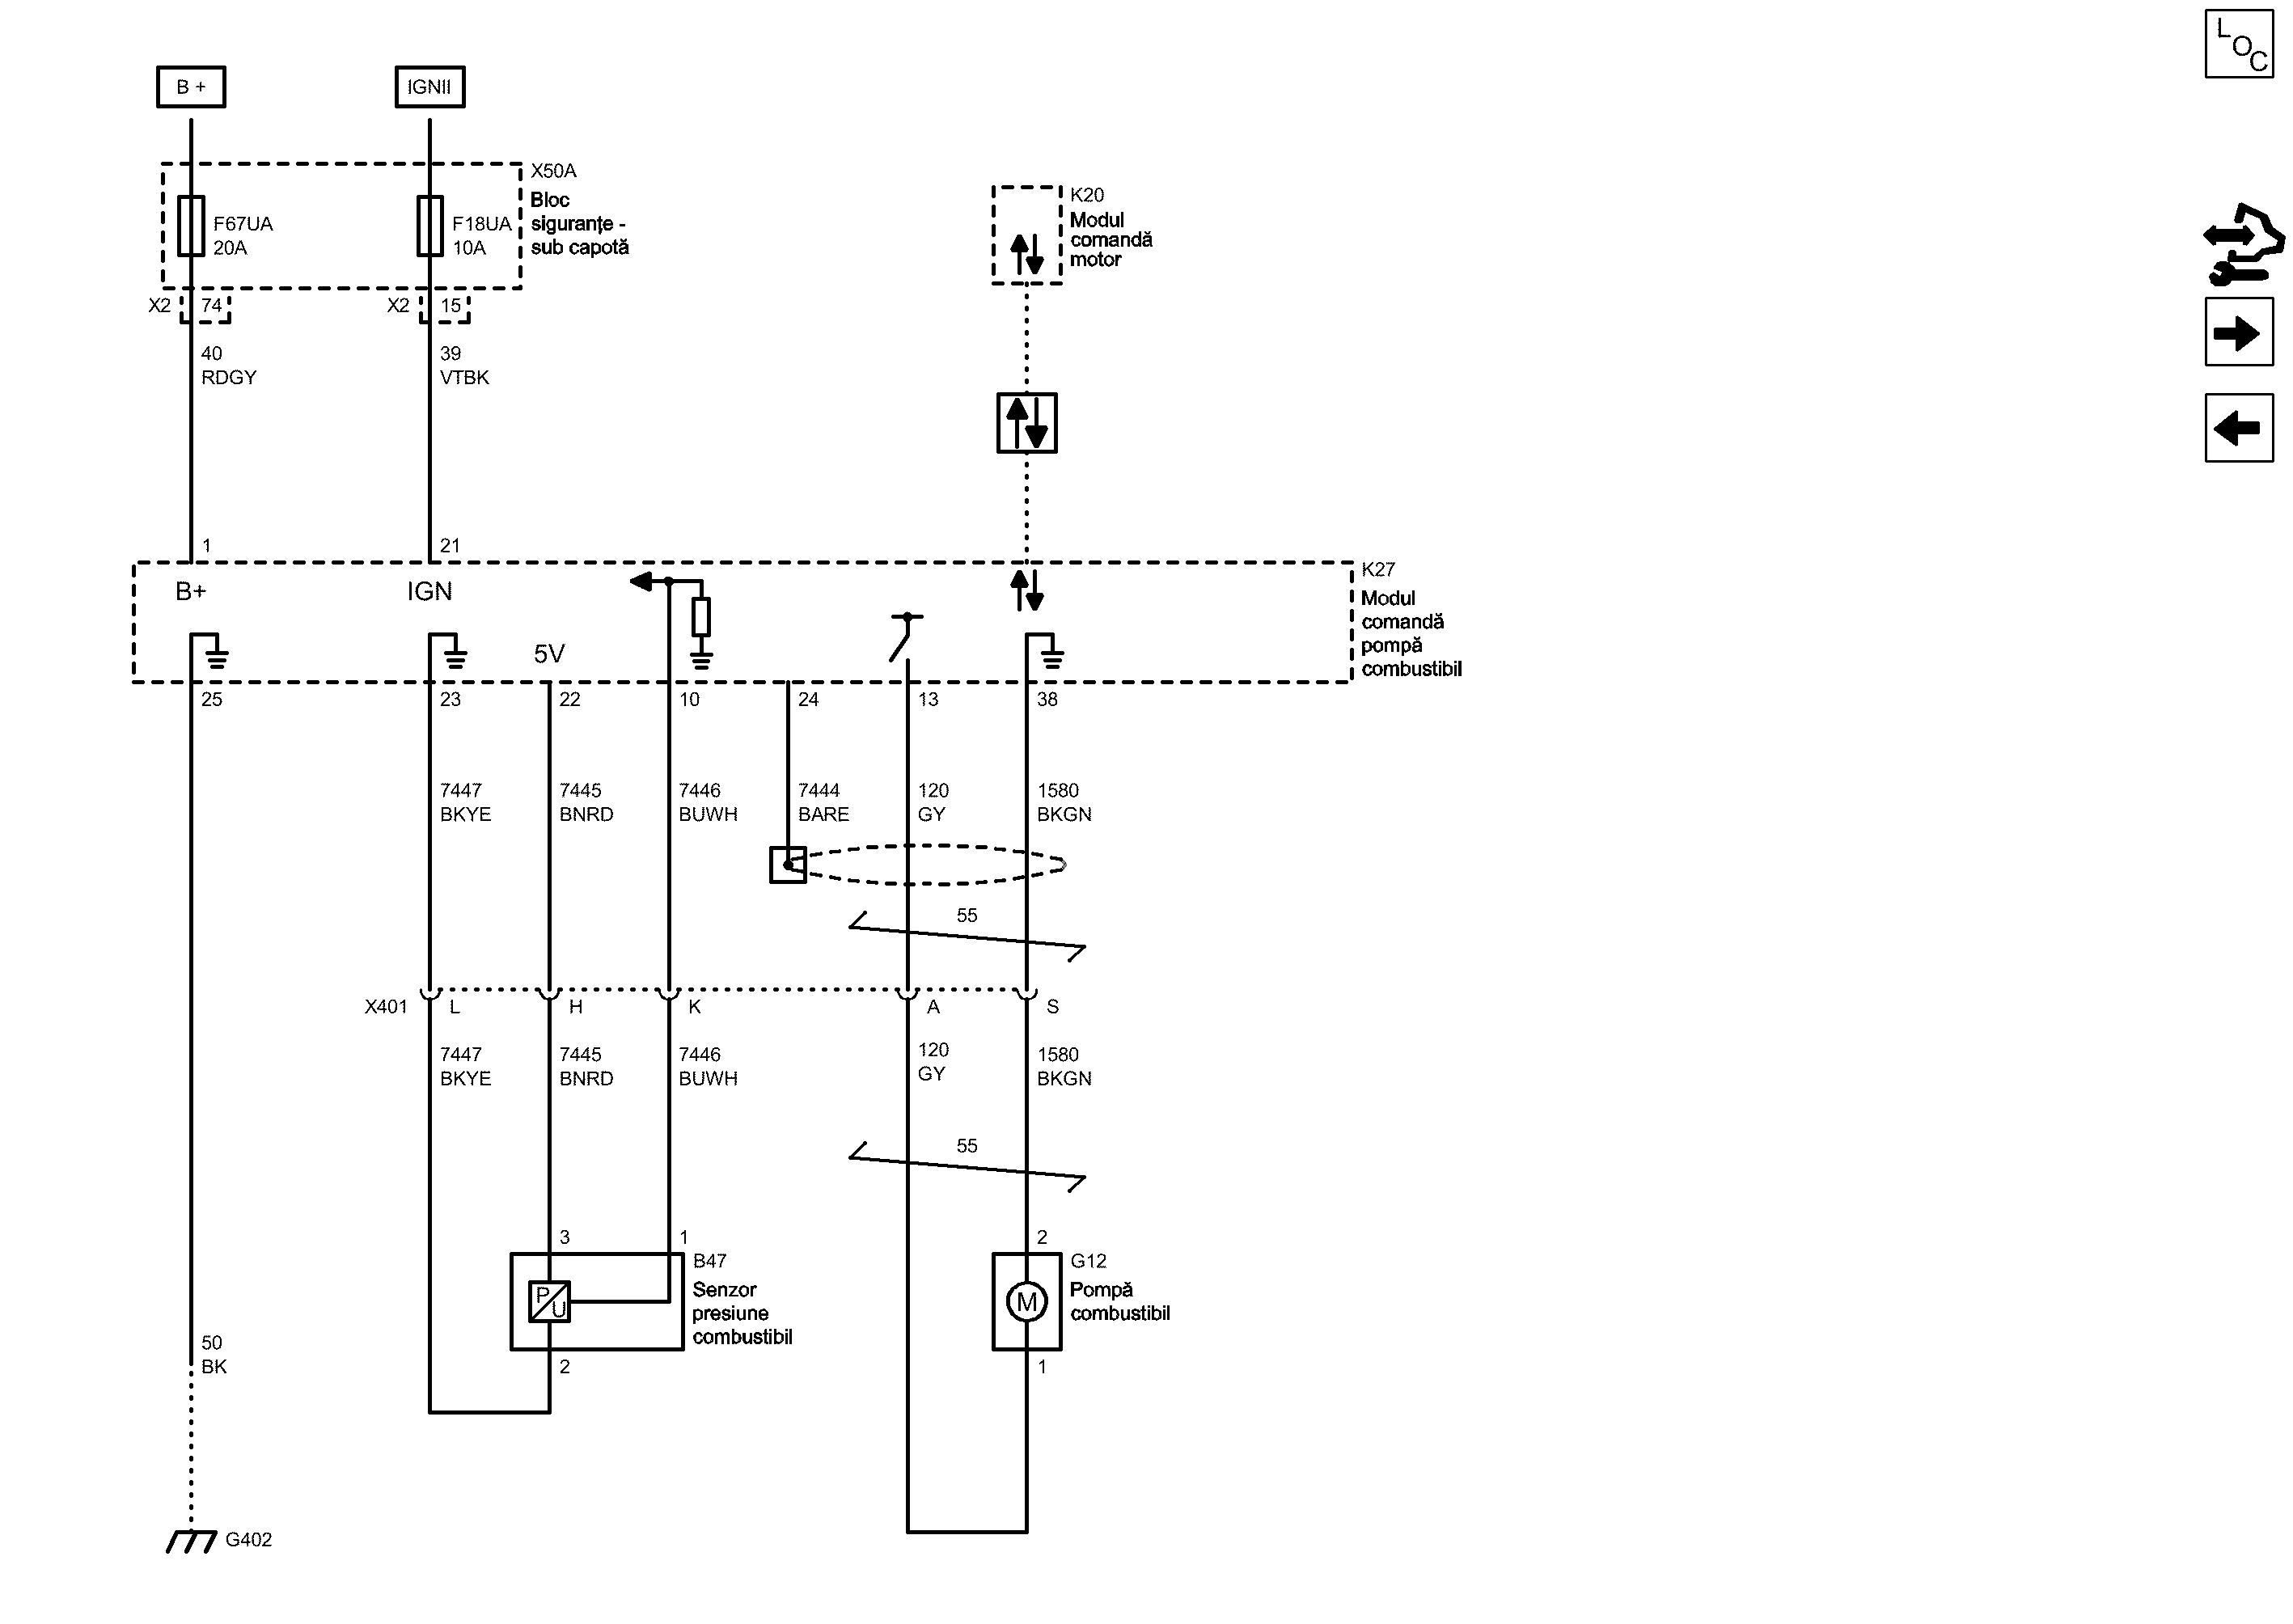 L
O
C
B +
IGNII
X50A
Bloc
siguranțe -
sub capotă
F67UA
20A
F18UA
10A
K20
Modul
comandă
motor
X2
74
X2
15
40
RDGY
39
VTBK
1
21
K27
Modul
comandă
pompă
combustibil
B+
IGN
5V
25
23
22
10
24
13
38
7447
BKYE
7445
BNRD
7446
BUWH
7444
BARE
120
GY
1580
BKGN
55
X401
L
H
K
A
S
7447
BKYE
7445
BNRD
7446
BUWH
120
GY
1580
BKGN
55
3
1
2
B47
Senzor
presiune
combustibil
P
U
G12
Pompă
combustibil
M
50
BK
2
1
G402